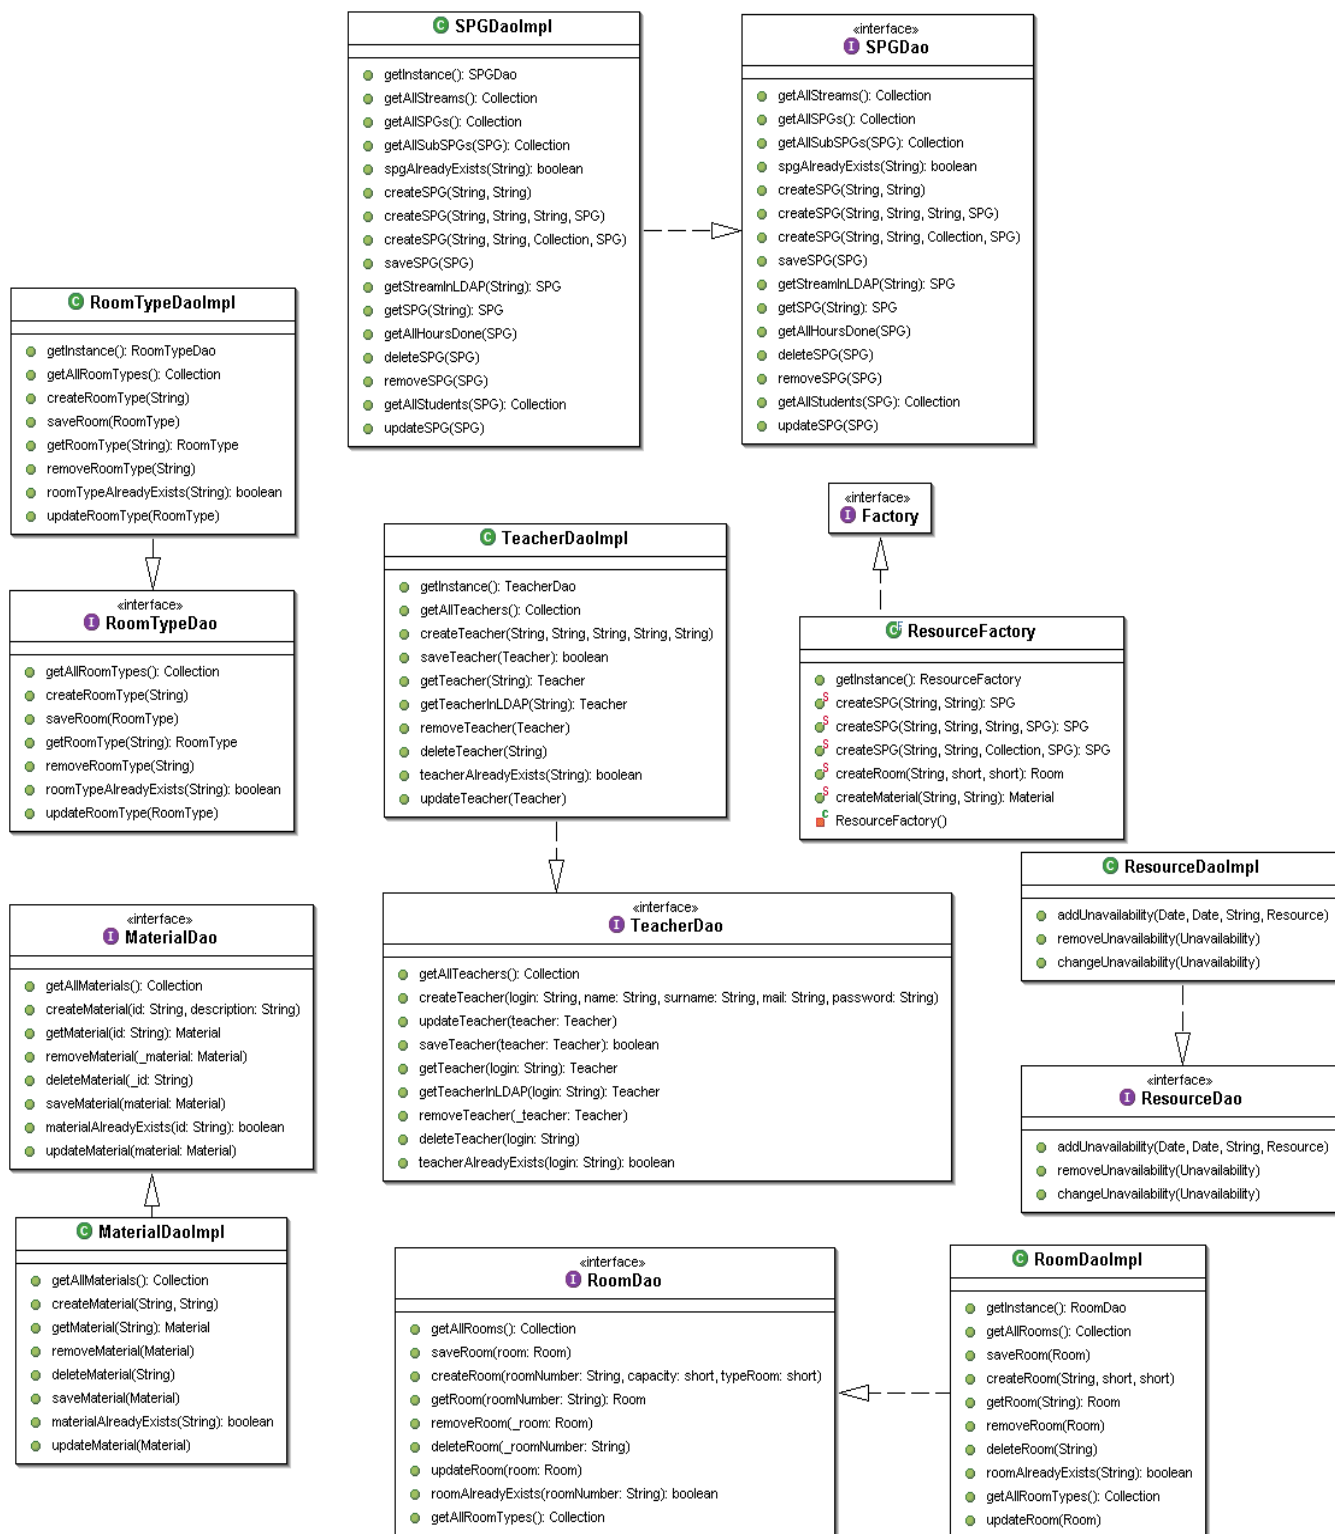 SPGDaoImpl
getInstance(): SPGDao
getAllStreams(): Collection
getAllSPGs(): Collection
getAllSubSPGs(SPG): Collection
spgAlreadyExists(String): boolean
createSPG(String, String)
createSPG(String, String, String, SPG)
createSPG(String, String, Collection, SPG)
saveSPG(SPG)
getStreamInLDAP(String): SPG
getSPG(String): SPG
getAllHoursDone(SPG)
deleteSPG(SPG)
removeSPG(SPG)
getAllStudents(SPG): Collection
updateSPG(SPG)
«interface»
SPGDao
getAllStreams(): Collection
getAllSPGs(): Collection
getAllSubSPGs(SPG): Collection
spgAlreadyExists(String): boolean
createSPG(String, String)
createSPG(String, String, String, SPG)
createSPG(String, String, Collection, SPG)
saveSPG(SPG)
getStreamInLDAP(String): SPG
getSPG(String): SPG
getAllHoursDone(SPG)
deleteSPG(SPG)
removeSPG(SPG)
getAllStudents(SPG): Collection
updateSPG(SPG)
RoomTypeDaoImpl
getInstance(): RoomTypeDao
getAllRoomTypes(): Collection
createRoomType(String)
saveRoom(RoomType)
getRoomType(String): RoomType
removeRoomType(String)
roomTypeAlreadyExists(String): boolean
updateRoomType(RoomType)
«interface»
RoomTypeDao
getAllRoomTypes(): Collection
createRoomType(String)
saveRoom(RoomType)
getRoomType(String): RoomType
removeRoomType(String)
roomTypeAlreadyExists(String): boolean
updateRoomType(RoomType)
TeacherDaoImpl
getInstance(): TeacherDao
getAllTeachers(): Collection
createTeacher(String, String, String, String, String)
saveTeacher(Teacher): boolean
getTeacher(String): Teacher
getTeacherInLDAP(String): Teacher
removeTeacher(Teacher)
deleteTeacher(String)
teacherAlreadyExists(String): boolean
updateTeacher(Teacher)
«interface»
Factory
ResourceFactory
getInstance(): ResourceFactory
createSPG(String, String): SPG
createSPG(String, String, String, SPG): SPG
createSPG(String, String, Collection, SPG): SPG
createRoom(String, short, short): Room
createMaterial(String, String): Material
ResourceFactory()
ResourceDaoImpl
addUnavailability(Date, Date, String, Resource)
removeUnavailability(Unavailability)
changeUnavailability(Unavailability)
«interface»
ResourceDao
addUnavailability(Date, Date, String, Resource)
removeUnavailability(Unavailability)
changeUnavailability(Unavailability)
«interface»
MaterialDao
getAllMaterials(): Collection
createMaterial(id: String, description: String)
getMaterial(id: String): Material
removeMaterial(_material: Material)
deleteMaterial(_id: String)
saveMaterial(material: Material)
materialAlreadyExists(id: String): boolean
updateMaterial(material: Material)
«interface»
TeacherDao
getAllTeachers(): Collection
createTeacher(login: String, name: String, surname: String, mail: String, password: String)
updateTeacher(teacher: Teacher)
saveTeacher(teacher: Teacher): boolean
getTeacher(login: String): Teacher
getTeacherInLDAP(login: String): Teacher
removeTeacher(_teacher: Teacher)
deleteTeacher(login: String)
teacherAlreadyExists(login: String): boolean
MaterialDaoImpl
getAllMaterials(): Collection
createMaterial(String, String)
getMaterial(String): Material
removeMaterial(Material)
deleteMaterial(String)
saveMaterial(Material)
materialAlreadyExists(String): boolean
updateMaterial(Material)
«interface»
RoomDao
getAllRooms(): Collection
saveRoom(room: Room)
createRoom(roomNumber: String, capacity: short, typeRoom: short)
getRoom(roomNumber: String): Room
removeRoom(_room: Room)
deleteRoom(_roomNumber: String)
updateRoom(room: Room)
roomAlreadyExists(roomNumber: String): boolean
getAllRoomTypes(): Collection
RoomDaoImpl
getInstance(): RoomDao
getAllRooms(): Collection
saveRoom(Room)
createRoom(String, short, short)
getRoom(String): Room
removeRoom(Room)
deleteRoom(String)
roomAlreadyExists(String): boolean
getAllRoomTypes(): Collection
updateRoom(Room)